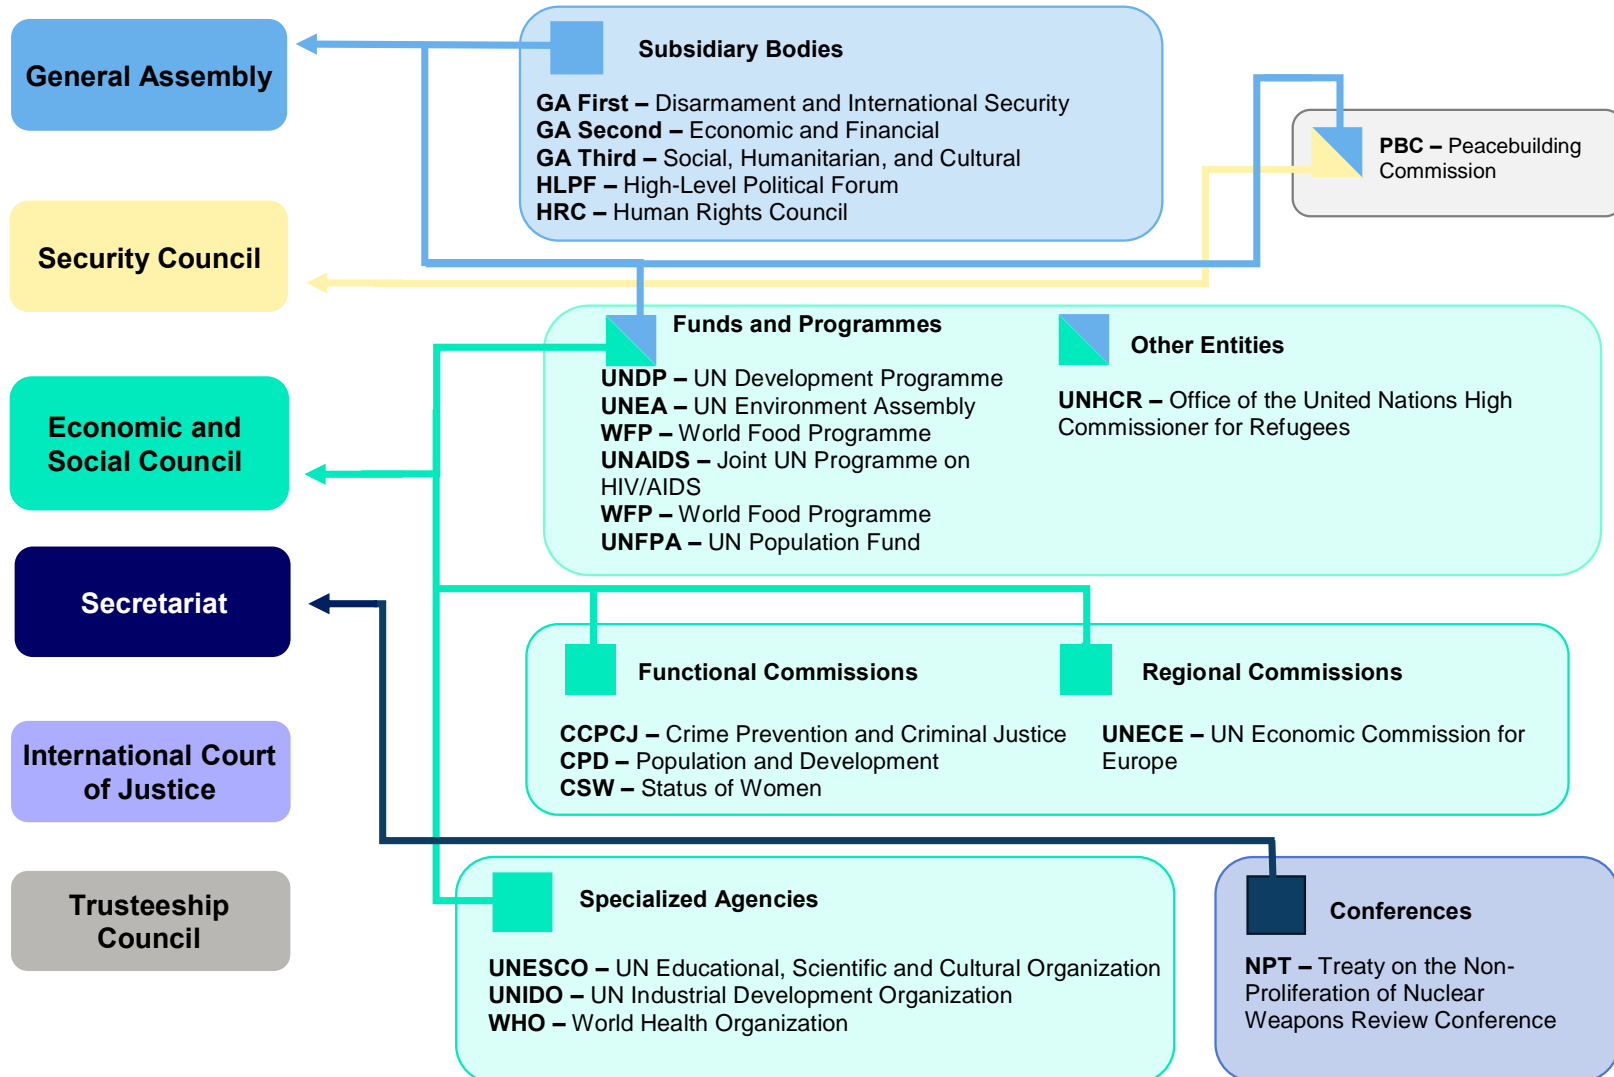 General Assembly
Security Council
Economic and
Social Council
Secretariat
International Court
of Justice
Trusteeship
Council
Subsidiary Bodies
GA First – Disarmament and International Security
GA Second – Economic and Financial
GA Third – Social, Humanitarian, and Cultural
HLPF – High-Level Political Forum
HRC – Human Rights Council
PBC – Peacebuilding
Commission
Funds and Programmes
UNDP – UN Development Programme
UNEA – UN Environment Assembly
WFP – World Food Programme
UNAIDS – Joint UN Programme on
HIV/AIDS
WFP – World Food Programme
UNFPA – UN Population Fund
Other Entities
UNHCR – Office of the United Nations High
Commissioner for Refugees
Functional Commissions
CCPCJ – Crime Prevention and Criminal Justice
CPD – Population and Development
CSW – Status of Women
Regional Commissions
UNECE – UN Economic Commission for
Europe
Specialized Agencies
UNESCO – UN Educational, Scientific and Cultural Organization
UNIDO – UN Industrial Development Organization
WHO – World Health Organization
Conferences
NPT – Treaty on the Non-
Proliferation of Nuclear
Weapons Review Conference